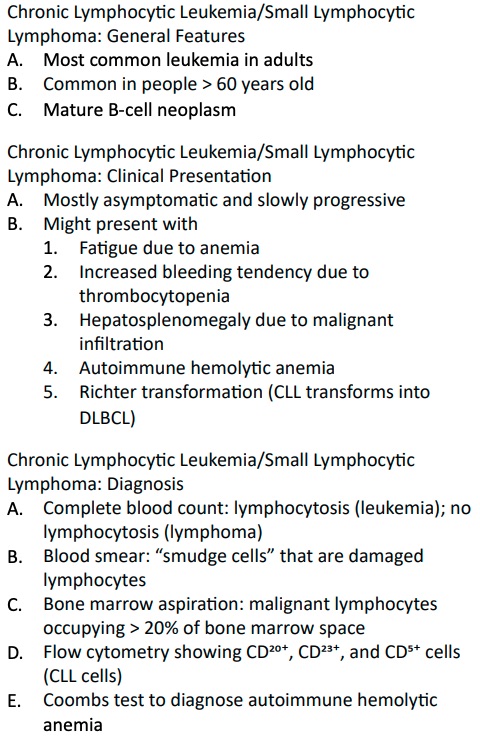 Chronic Lymphocytic Leukemia/Small Lymphocytic
Lymphoma: General Features
A. Most common leukemia in adults
B. Common in people > 60 years old
C. Mature B-cell neoplasm
Chronic Lymphocytic Leukemia/Small Lymphocytic
Lymphoma: Clinical Presentation
A. Mostly asymptomatic and slowly progressive
B. Might present with
1. Fatigue due to anemia
2. Increased bleeding tendency due to
thrombocytopenia
3. Hepatosplenomegaly due to malignant
infiltration
4. Autoimmune hemolytic anemia
5. Richter transformation (CLL transforms into
DLBCL)
Chronic Lymphocytic Leukemia/Small Lymphocytic
Lymphoma: Diagnosis
A. Complete blood count: lymphocytosis (leukemia); no
lymphocytosis (lymphoma)
B. Blood smear: “smudge cells” that are damaged
lymphocytes
C. Bone marrow aspiration: malignant lymphocytes
occupying > 20% of bone marrow space
D. Flow cytometry showing CD²⁰⁺, CD²³⁺, and CD⁵⁺ cells
(CLL cells)
E. Coombs test to diagnose autoimmune hemolytic
anemia